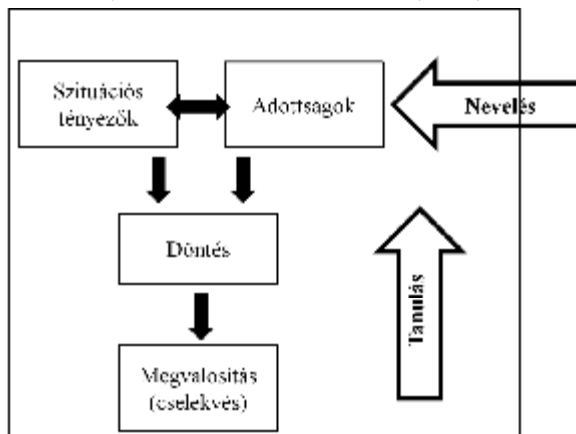 Szituációs
tényezők
Adottságok
Nevelés
Döntés
Tanulás
Megvalósítás
(cselekvés)